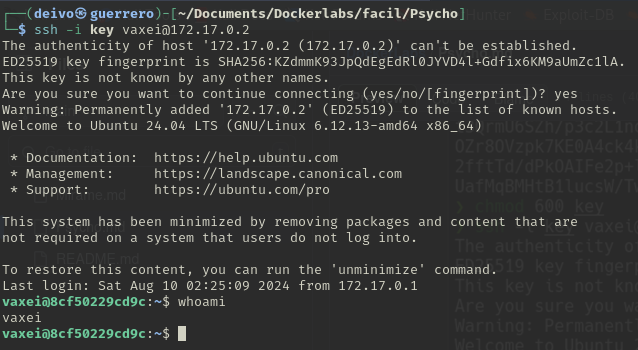 ┌──(deivo㉿guerrero)-[~/Documents/Dockerlabs/facil/Psycho]
└─$ ssh -i key vaxei@172.17.0.2
The authenticity of host '172.17.0.2 (172.17.0.2)' can't be established.
ED25519 key fingerprint is SHA256:KZdmmK93JpQdEgEdRl0JYVD4l+Gdfix6KM9aUmZc1lA.
This key is not known by any other names.
Are you sure you want to continue connecting (yes/no/[fingerprint])? yes
Warning: Permanently added '172.17.0.2' (ED25519) to the list of known hosts.
Welcome to Ubuntu 24.04 LTS (GNU/Linux 6.12.13-amd64 x86_64)
* Documentation: https://help.ubuntu.com
* Management: https://landscape.canonical.com
* Support: https://ubuntu.com/pro
This system has been minimized by removing packages and content that are
not required on a system that users do not log into.
To restore this content, you can run the 'unminimize' command.
Last login: Sat Aug 10 02:25:09 2024 from 172.17.0.1
vaxei@8cf50229cd9c:~$ whoami
vaxei
vaxei@8cf50229cd9c:~$